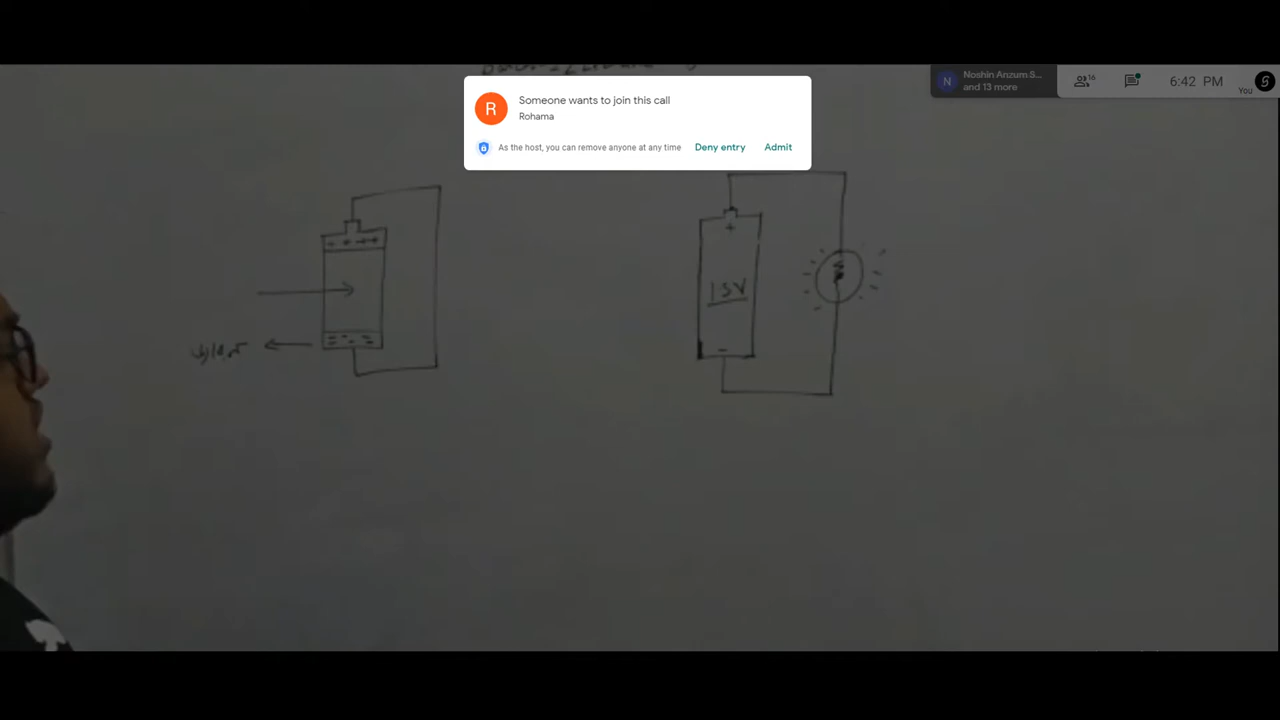 Noshin Anzum S...
and 13 more
16
6:42 PM
You
N
Someone wants to join this call
R
Rohama
As the host, you can remove anyone at any time
Deny entry
Admit
+
1.5V
-